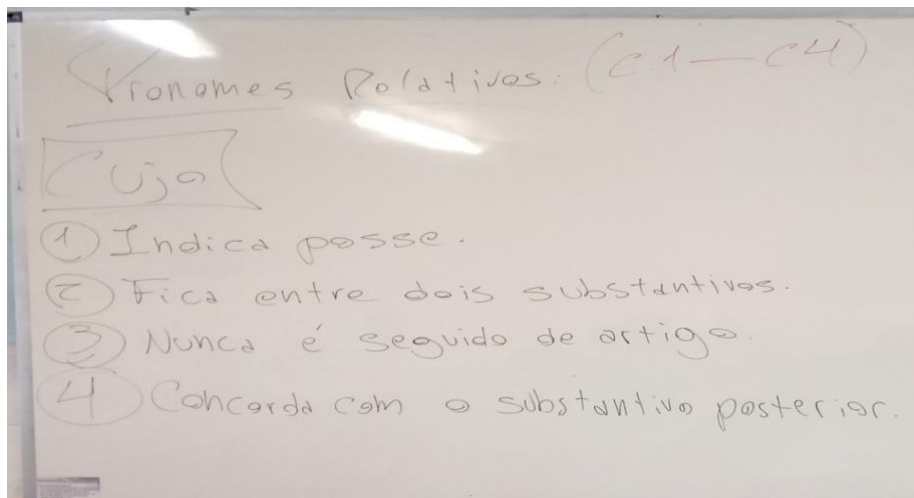 Pronomes Relativos: (C1 — C4)
Cujo
1 Indica posse.
2 Fica entre dois substantivos.
3 Nunca é seguido de artigo.
4 Concorda com o substantivo posterior.